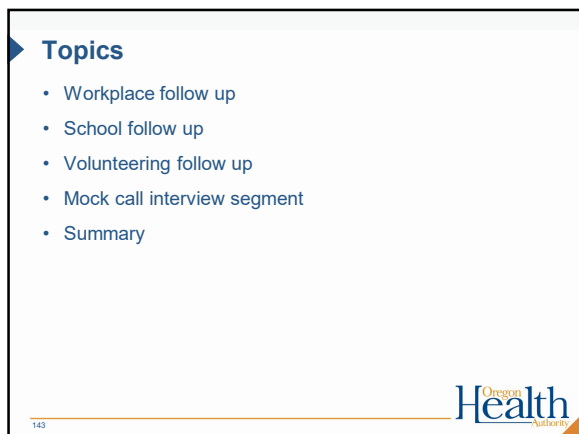 Topics
• Workplace follow up
• School follow up
• Volunteering follow up
• Mock call interview segment
• Summary
143
Oregon
Health
Authority